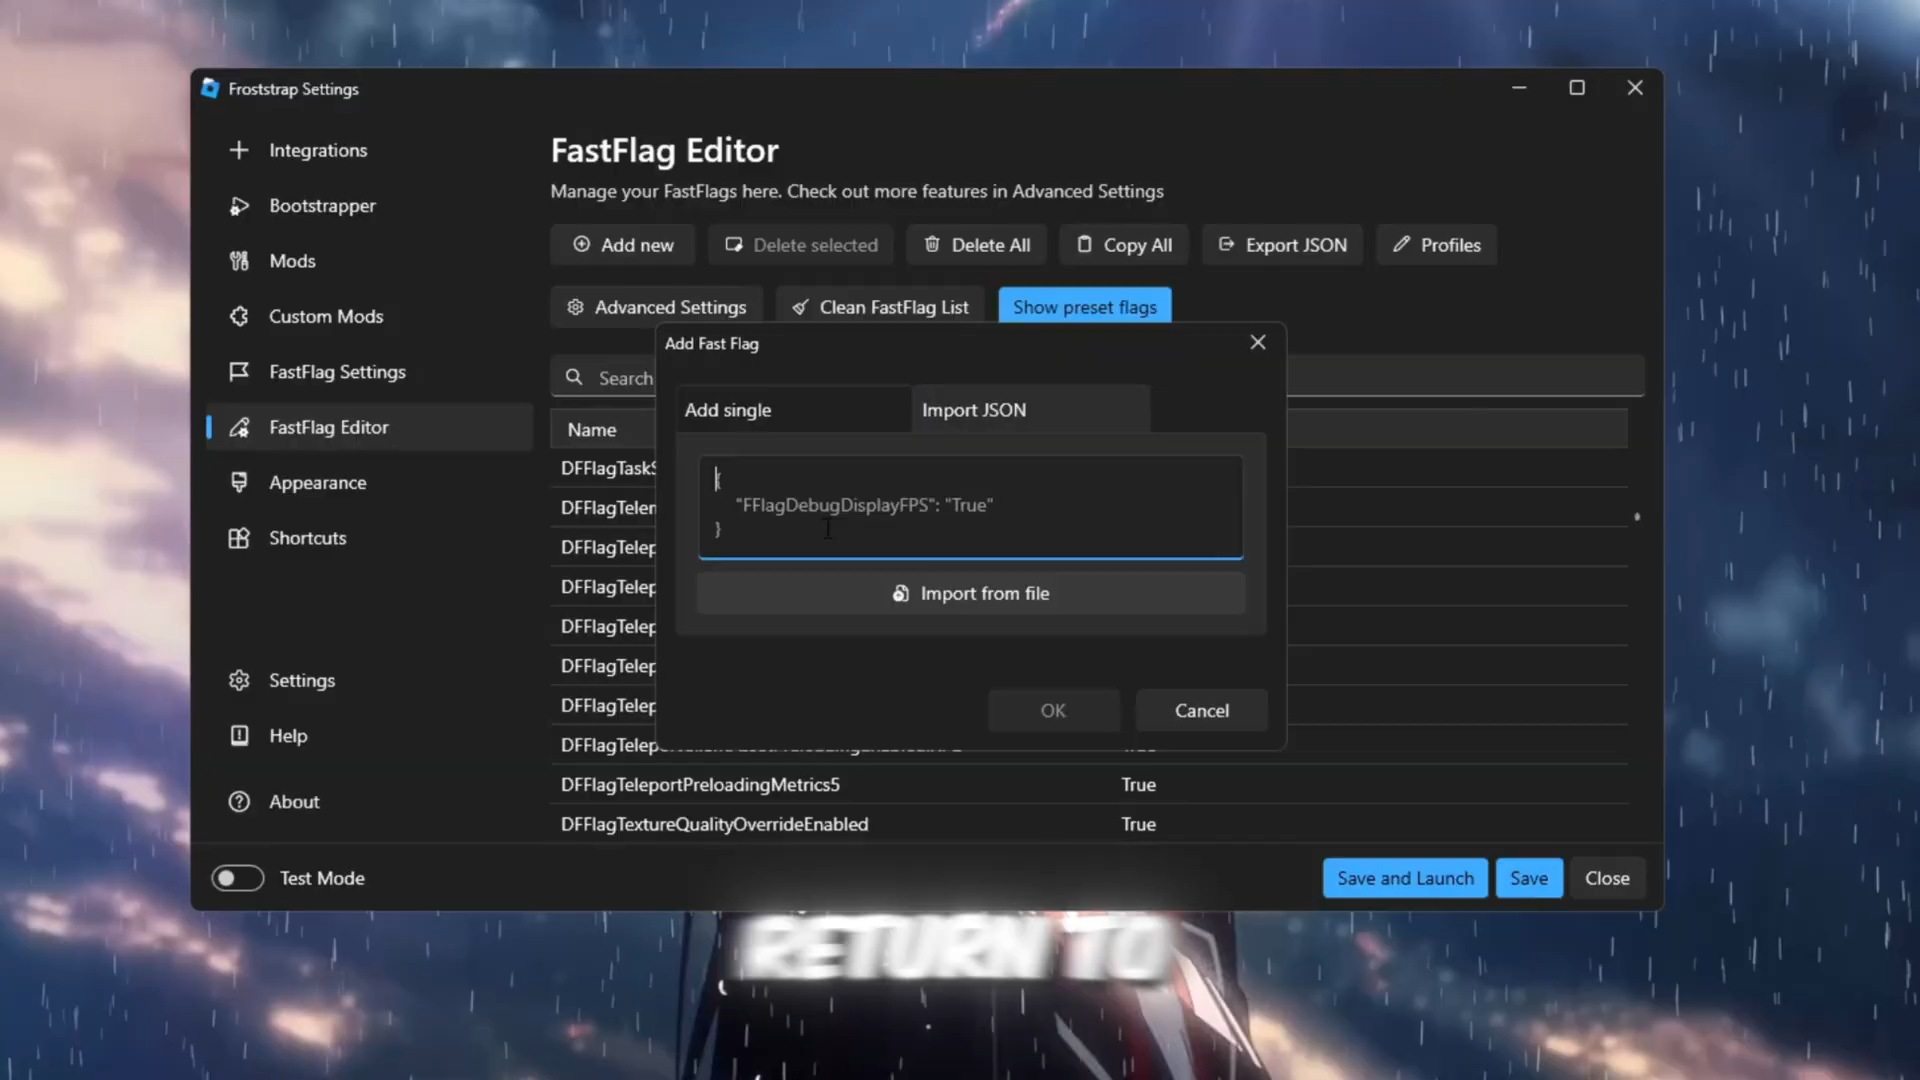 Froststrap Settings
Integrations
Bootstrapper
Mods
Custom Mods
FastFlag Settings
FastFlag Editor
Appearance
Shortcuts
Settings
Help
About
FastFlag Editor
Manage your FastFlags here. Check out more features in Advanced Settings
Add new
Delete selected
Delete All
Copy All
Export JSON
Profiles
Advanced Settings
Clean FastFlag List
Show preset flags
Search
Name
DFFlagTask
DFFlagTeler
DFFlagTelep
DFFlagTelep
DFFlagTelep
DFFlagTelep
DFFlagTelep
DFFlagTelep
DFFlagTeleportPreloadingMetrics5 True
DFFlagTextureQualityOverrideEnabled True
Add Fast Flag
Add single
Import JSON
{
"FFlagDebugDisplayFPS": "True"
}
Import from file
OK
Cancel
Test Mode
Save and Launch
Save
Close
RETURN TO